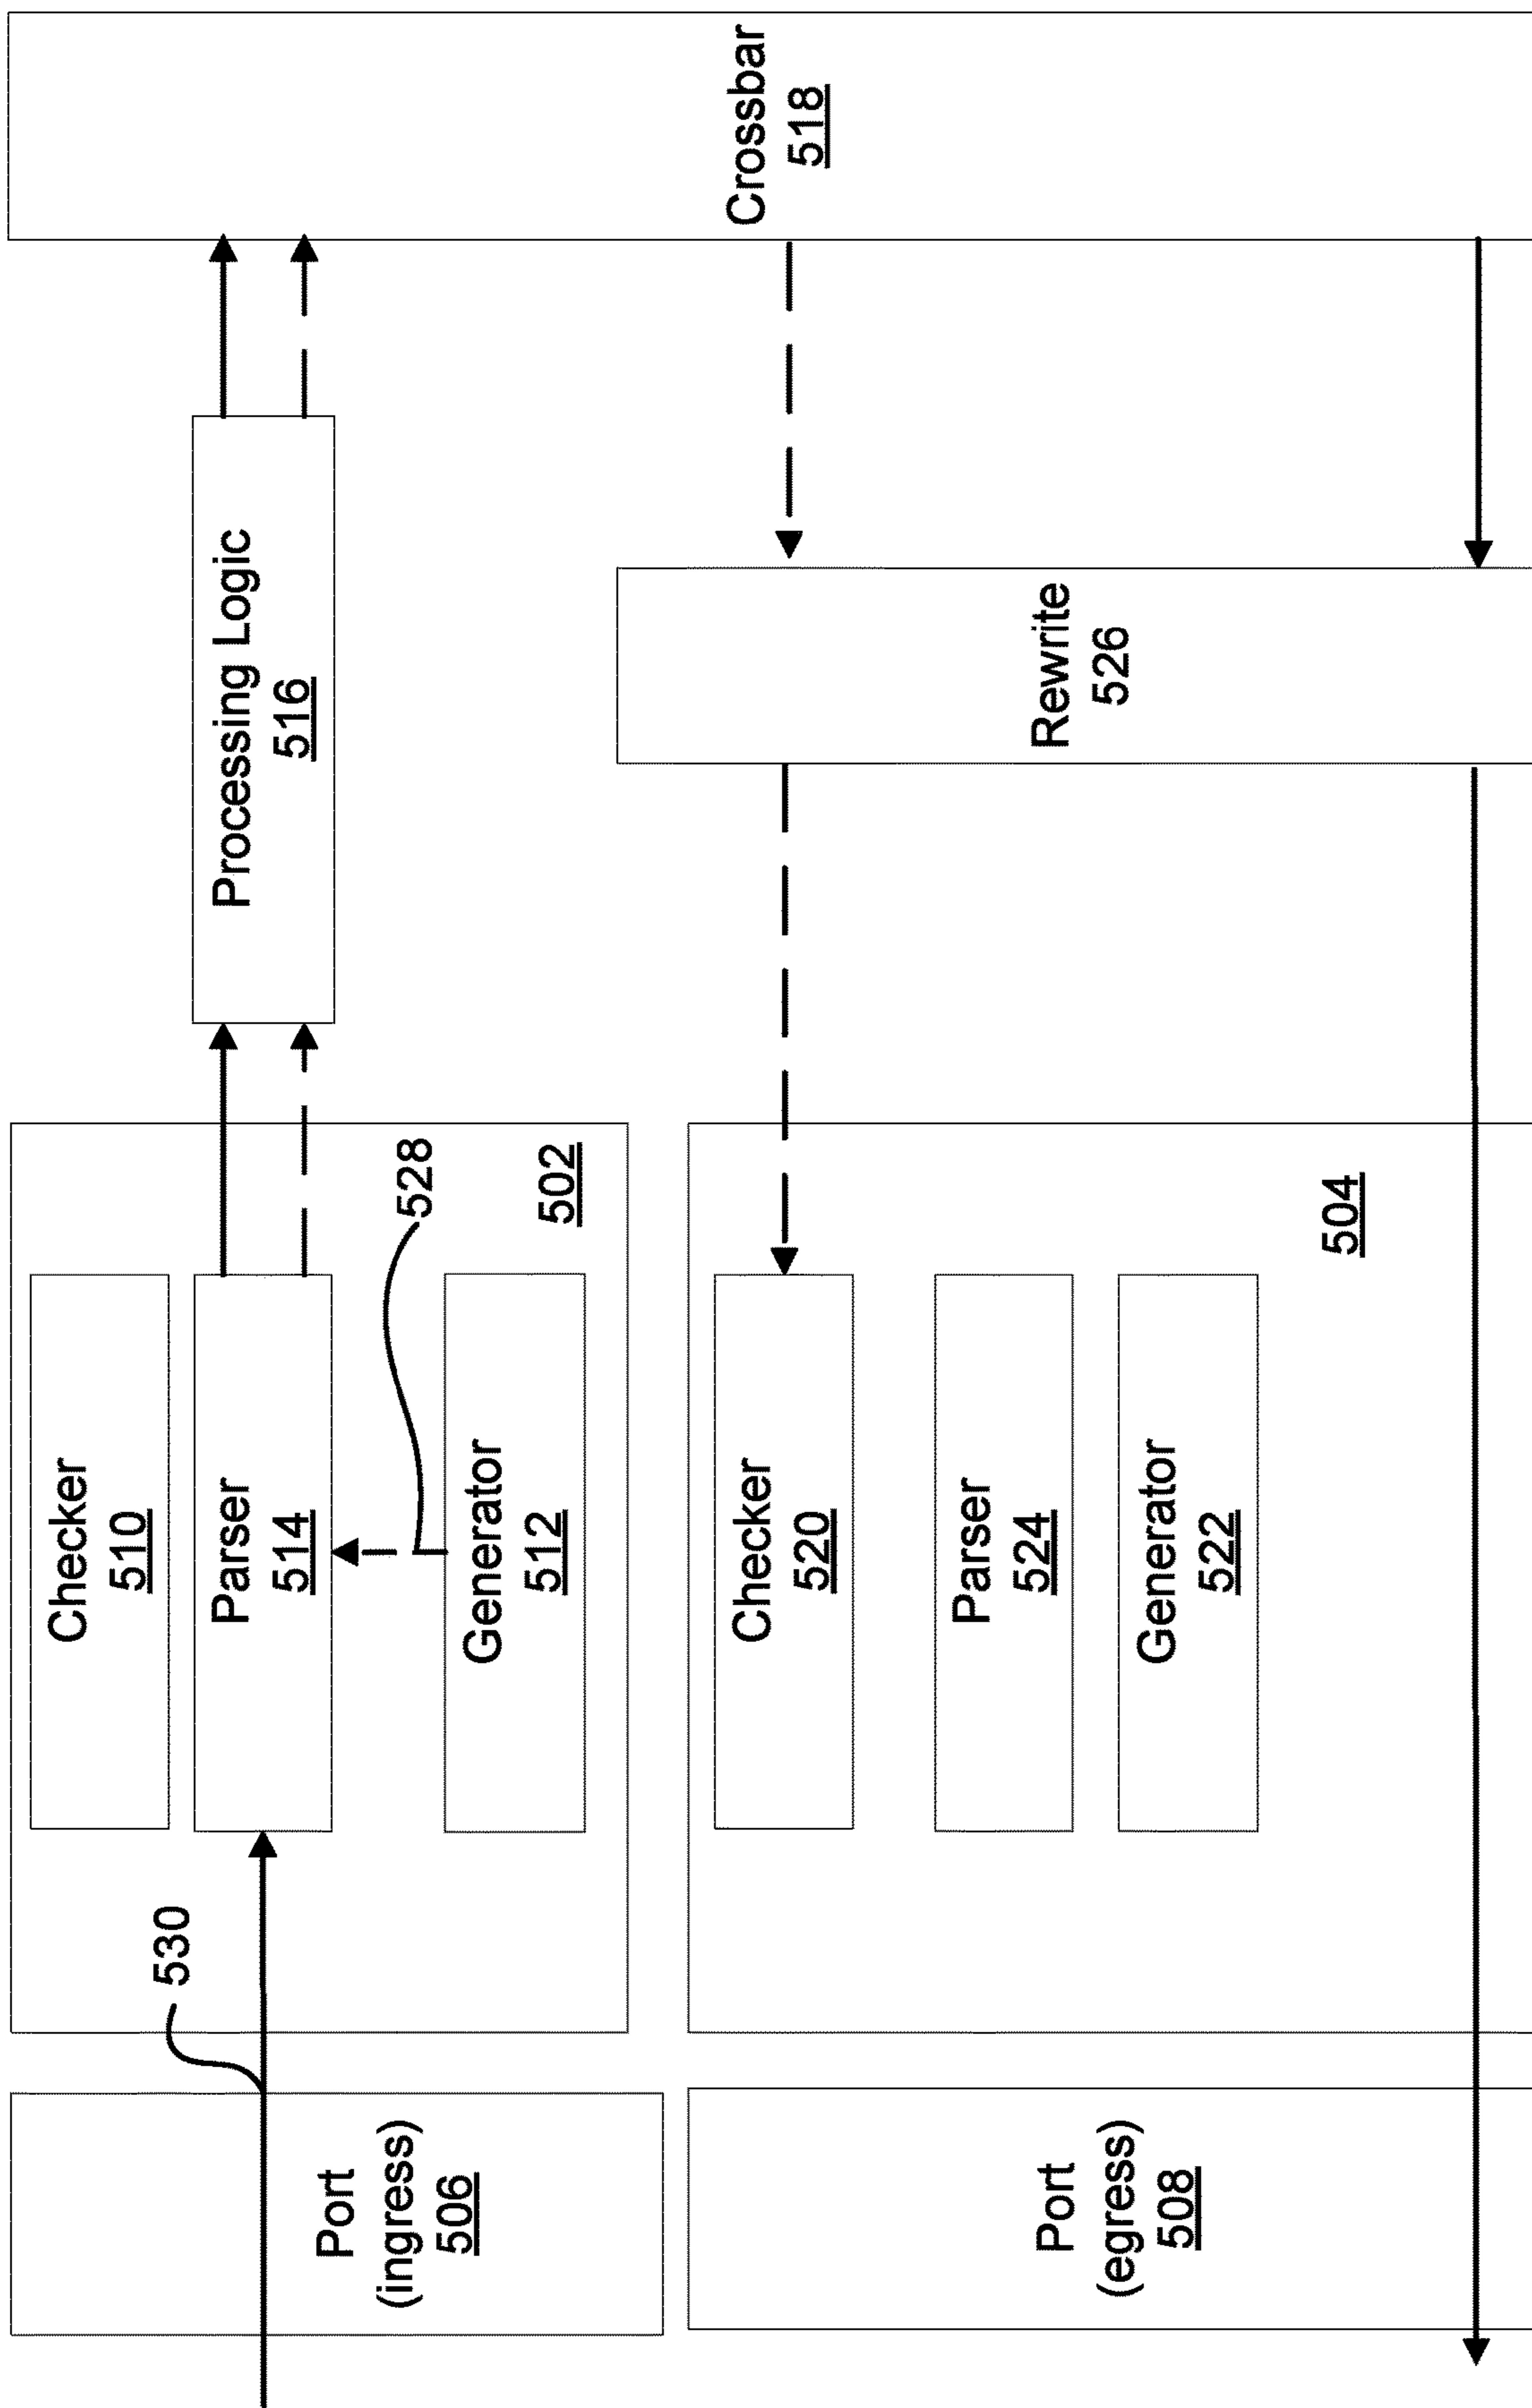 530
Port
(ingress)
506
Checker
510
Parser
514
528
Generator
512
502
Processing Logic
516
Crossbar
518
Port
(egress)
508
Checker
520
Parser
524
Generator
522
504
Rewrite
526